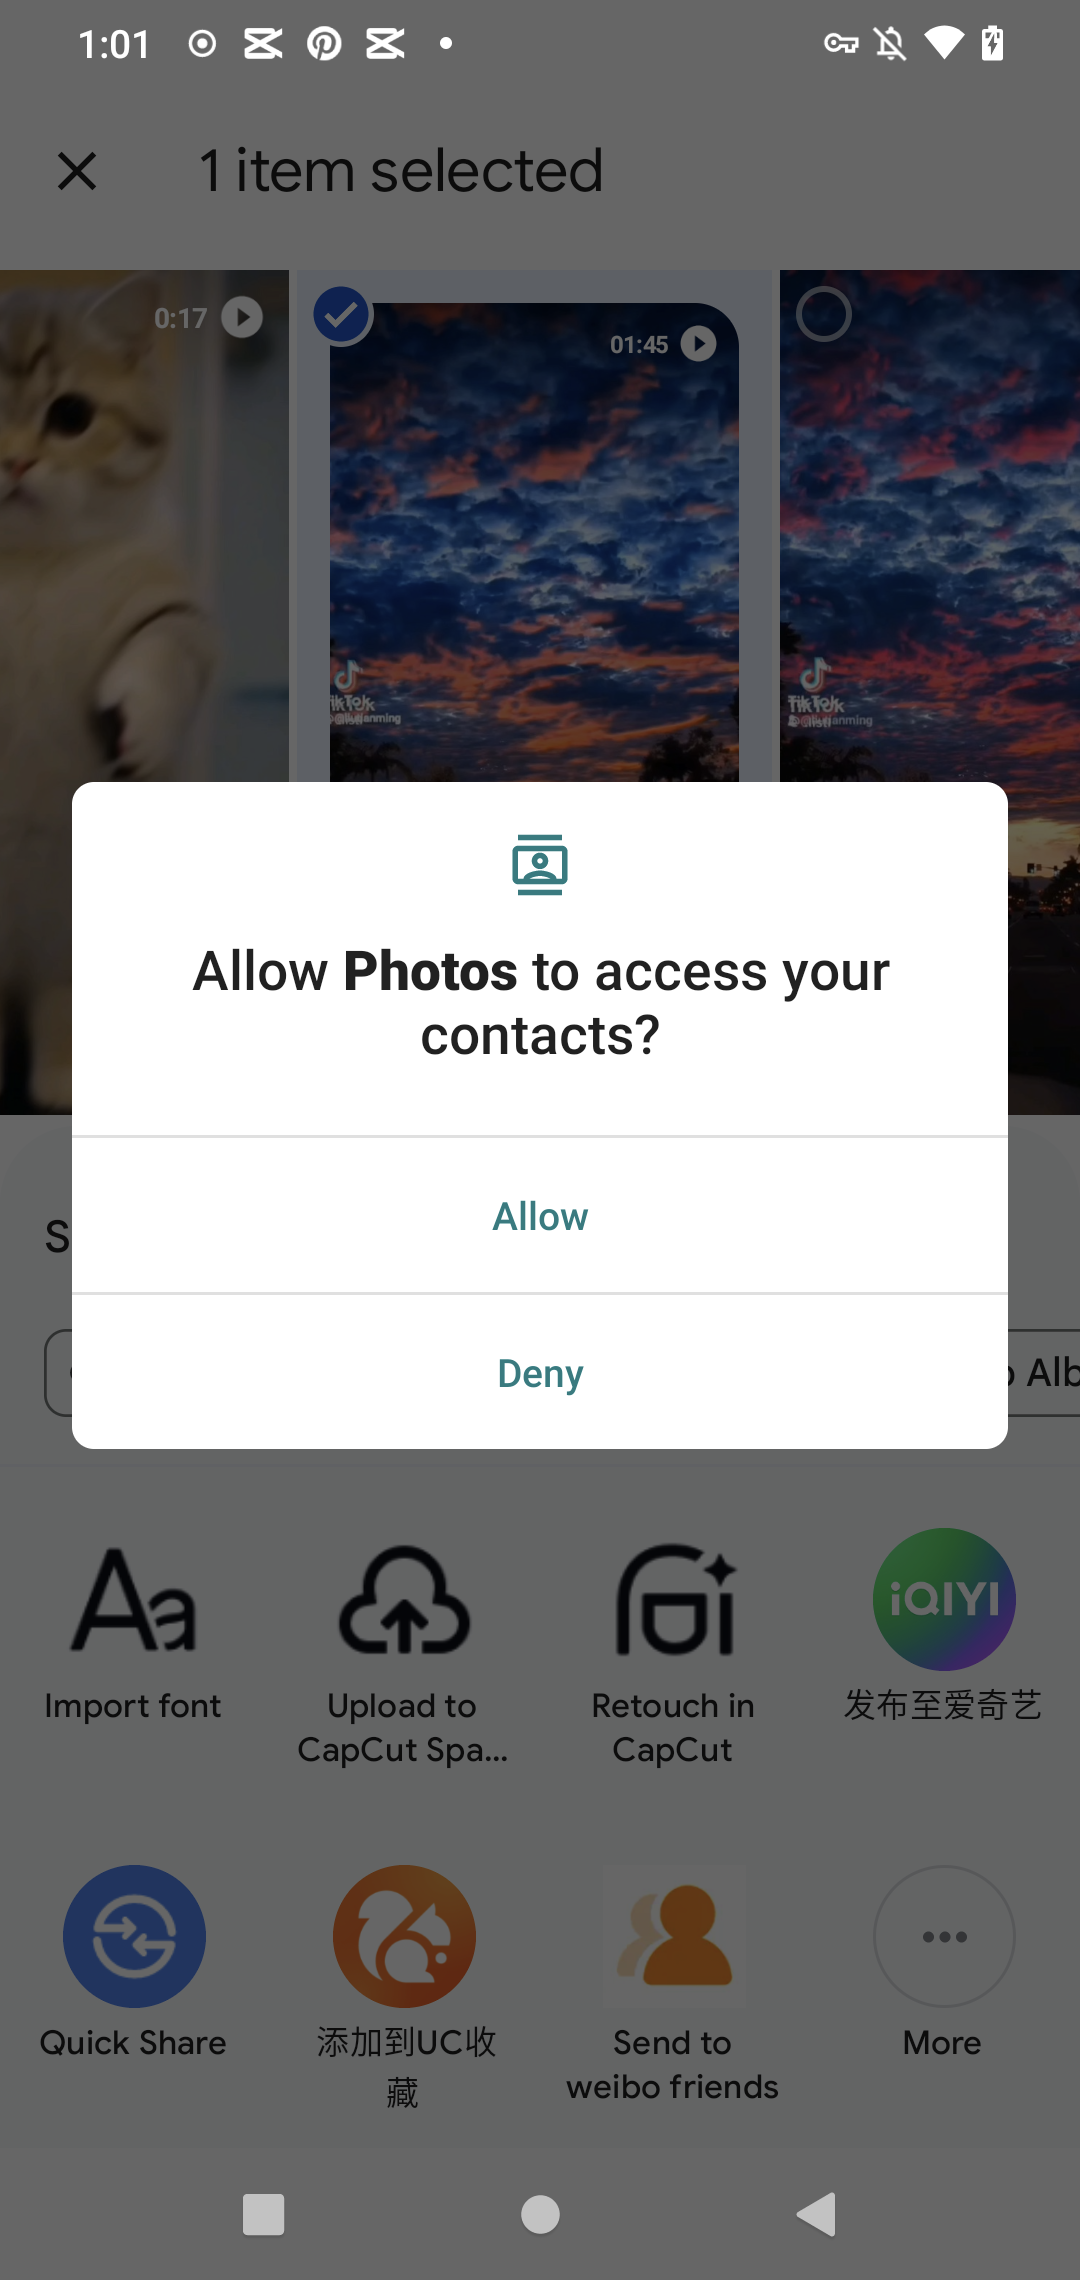 1:01
1 item selected
0:17
01:45
TikTok
TikTok
Allow Photos to access your
contacts?
Allow
Deny
S
Alb
Import font
Upload to
CapCut Spa...
Retouch in
CapCut
iQIYI
发布至爱奇艺
Quick Share
添加到UC收
藏
Send to
weibo friends
More